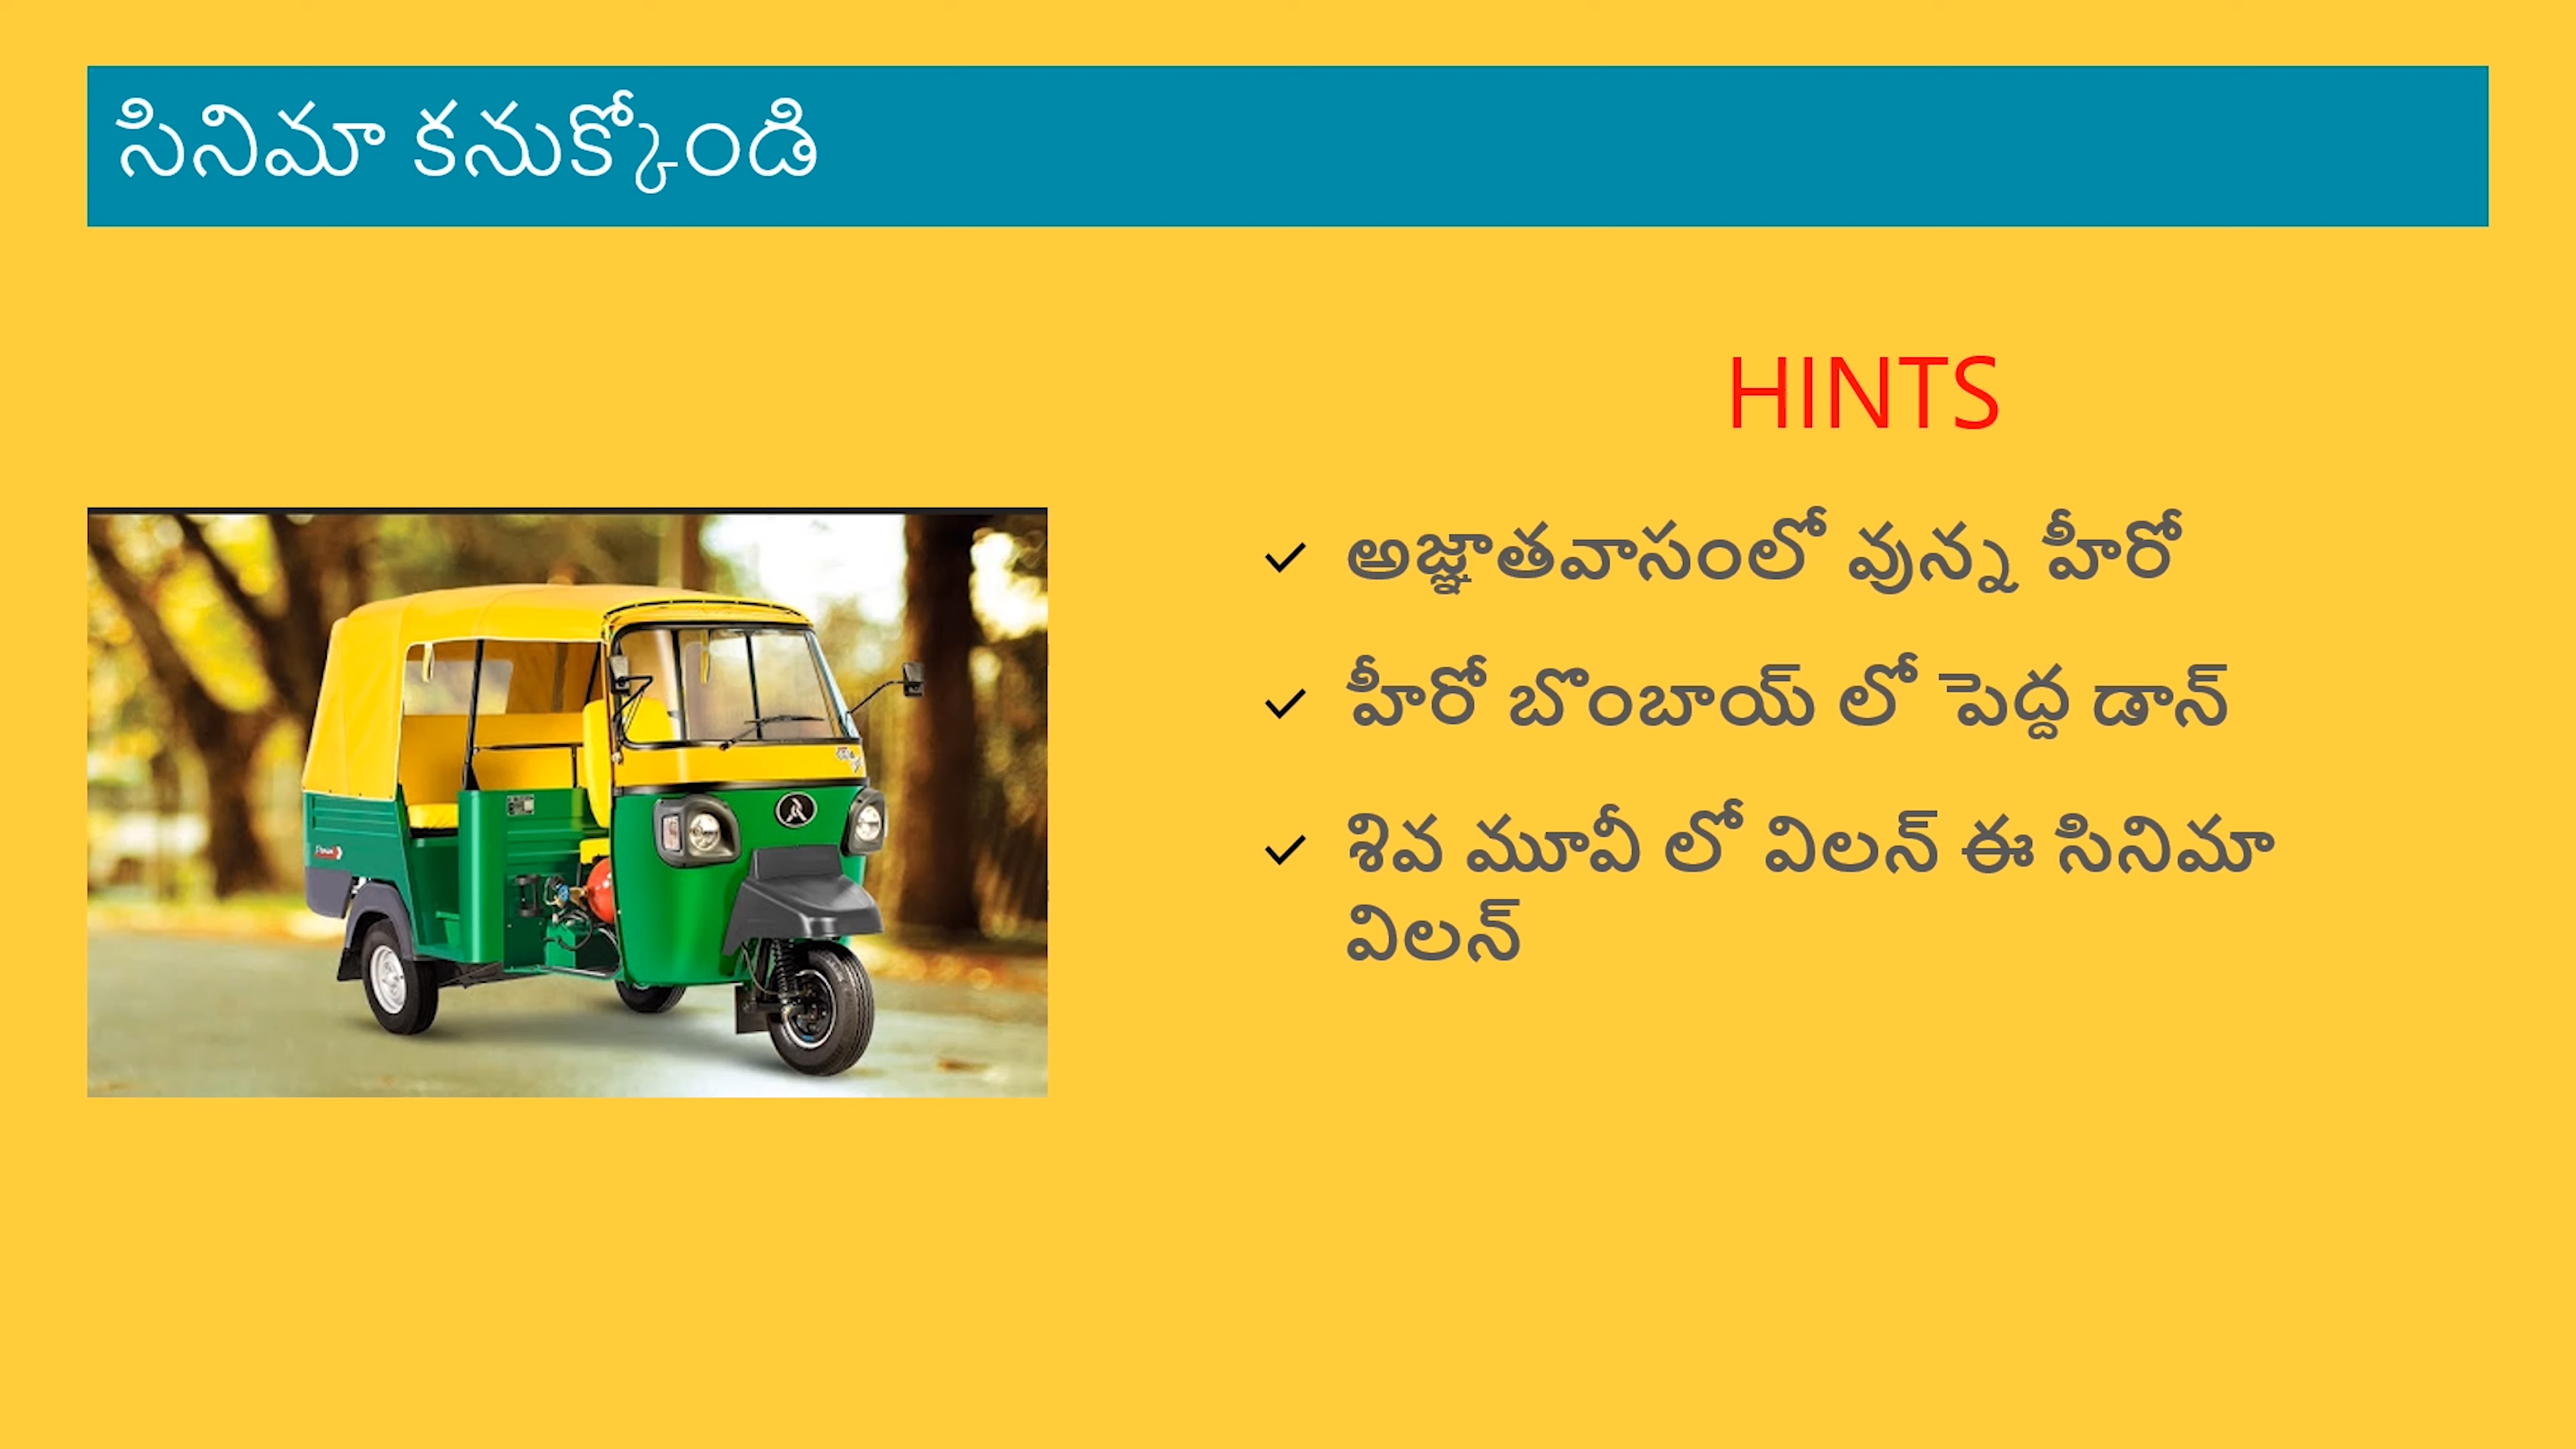 సినిమా కనుక్కోండి
HINTS
అజ్ఞాతవాసంలో వున్న హీరో
హీరో బొంబాయ్ లో పెద్ద డాన్
శివ మూవీ లో విలన్ ఈ సినిమా
విలన్